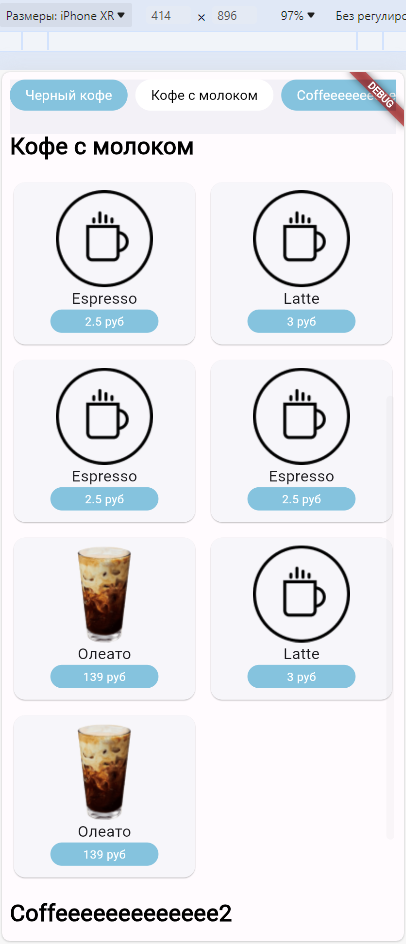 Размеры: iPhone XR ▼ 414 × 896 97% ▼ Без регулиро
Черный кофе Кофе с молоком Coffeeeeeee
DEBUG
Кофе с молоком
Espresso Latte
2.5 руб 3 руб
Espresso Espresso
2.5 руб 2.5 руб
Олеато Latte
139 руб 3 руб
Олеато
139 руб
Coffeeeeeeeeeeeee2